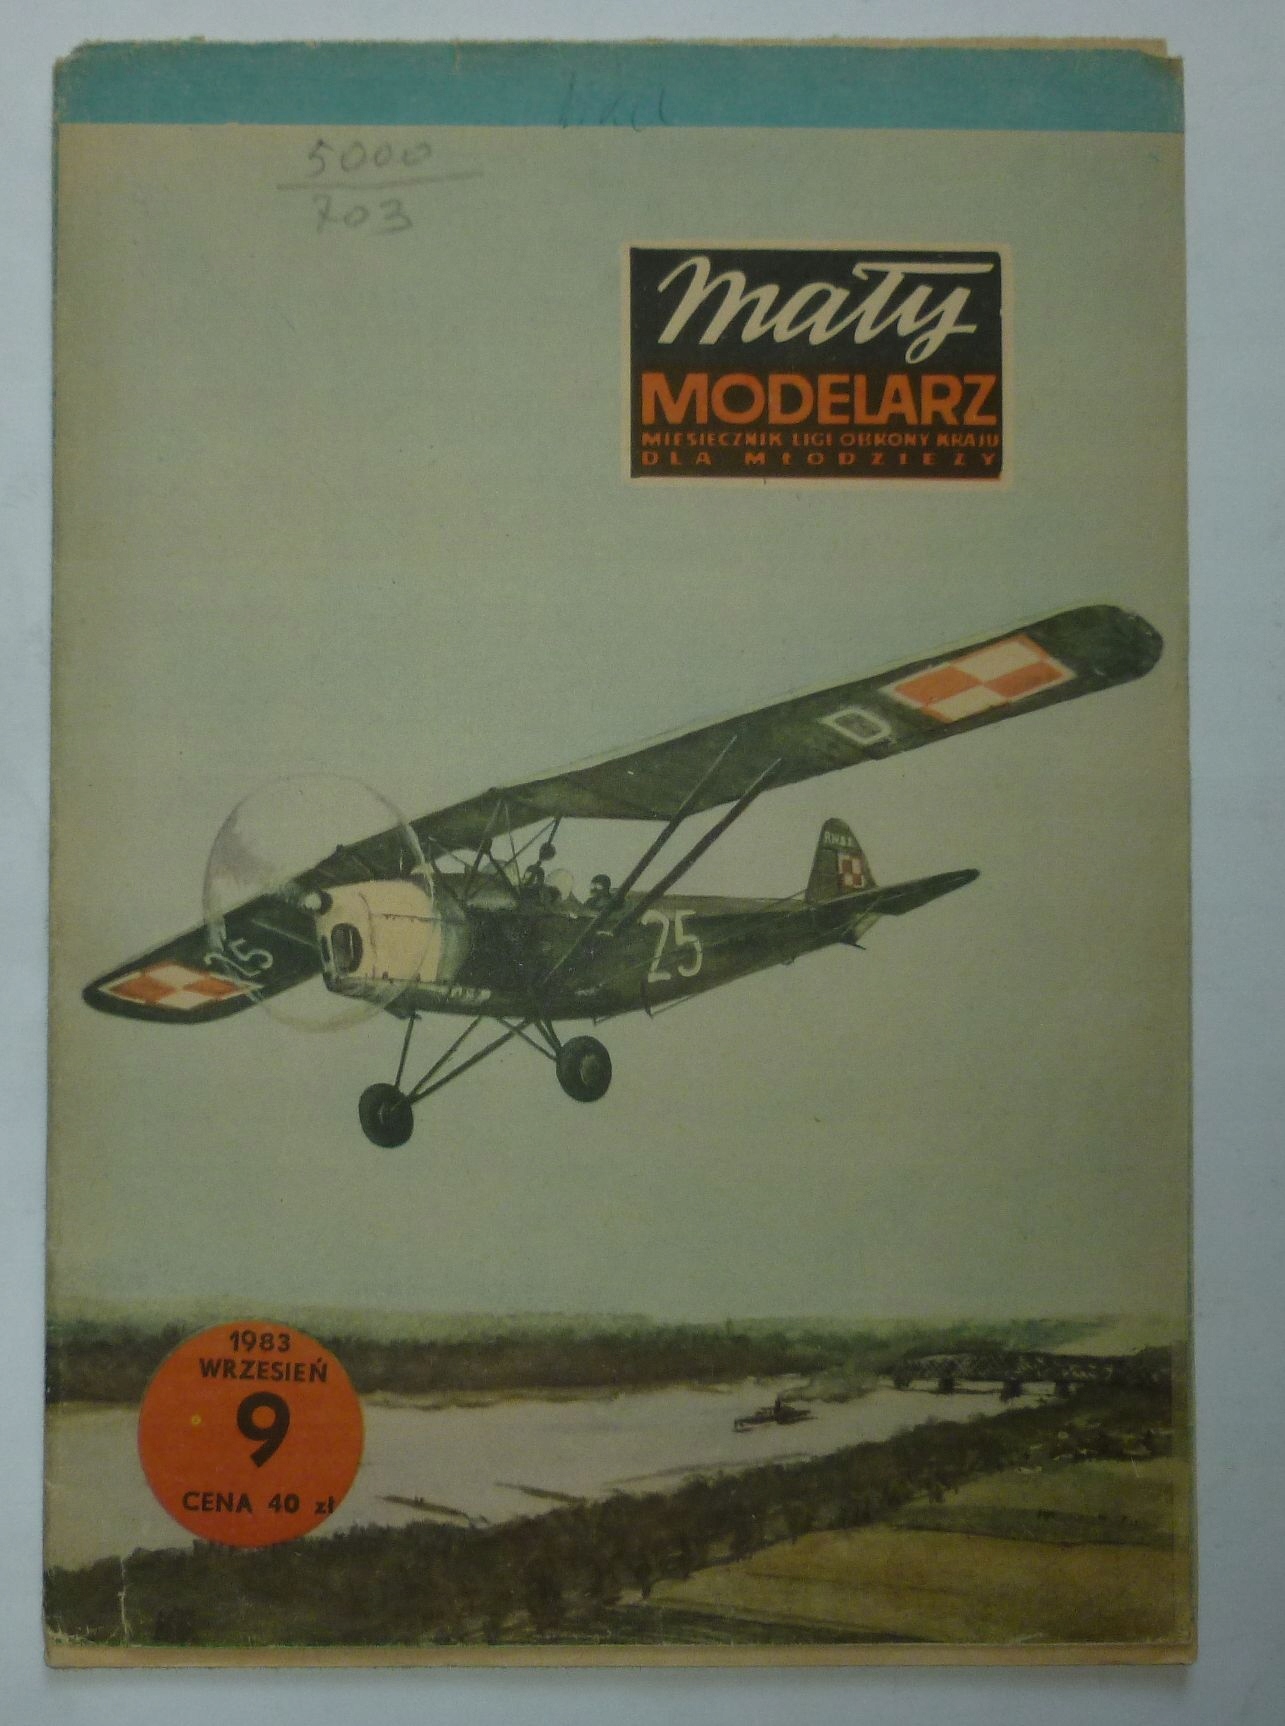 5000
703
Mały
MODELARZ
MIESIĘCZNIK LIGI OBRONY KRAJU
DLA MŁODZIEŻY
D
25
25
1983
WRZESIEŃ
9
CENA 40 zł